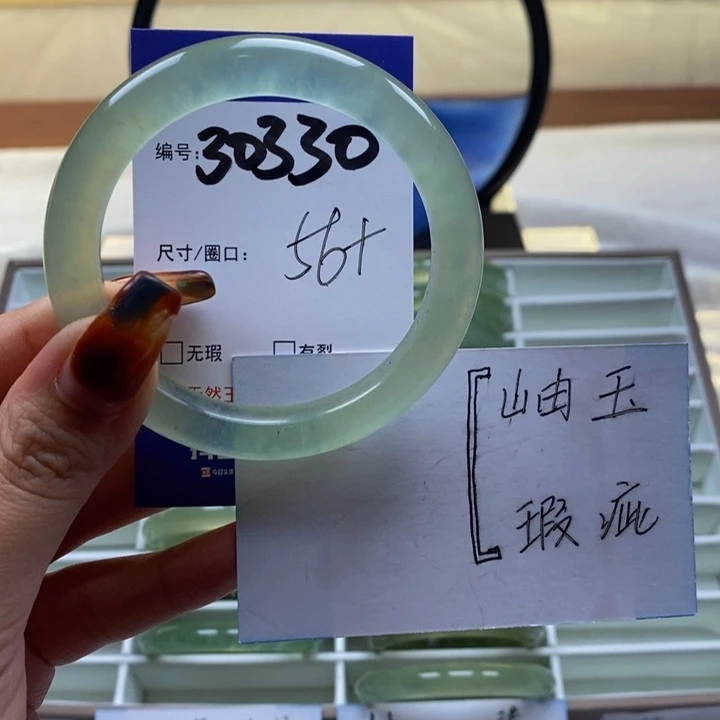 编号:30330
尺寸/圈口: 56+
无瑕 有裂
岫玉
瑕疵